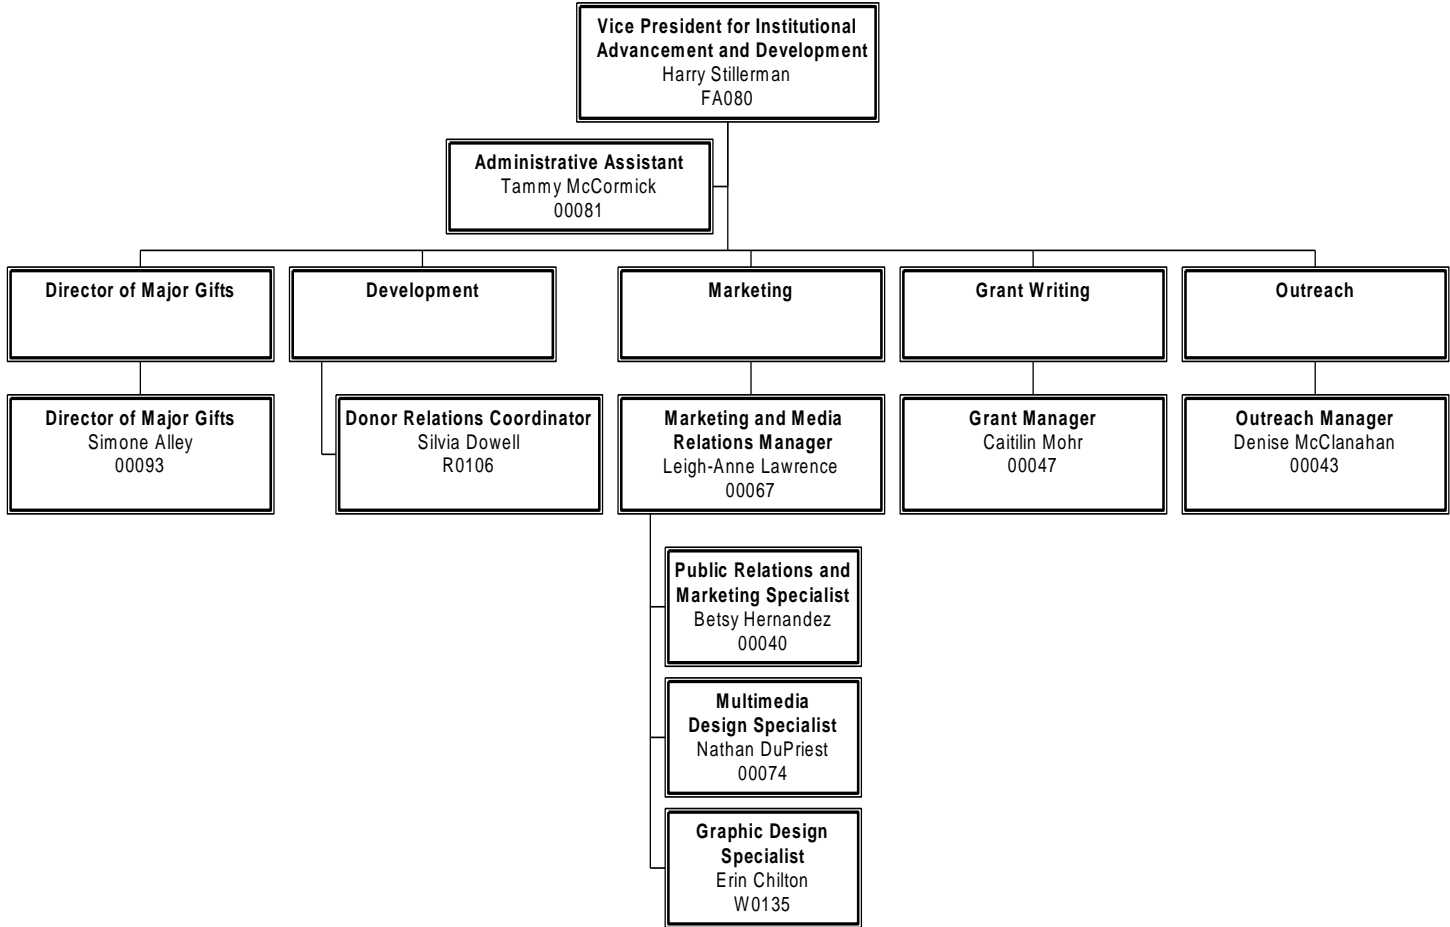 Vice President for Institutional
Advancement and Development
Harry Stillerman
FA080
Administrative Assistant
Tammy McCormick
00081
Director of Major Gifts
Development
Marketing
Grant Writing
Outreach
Director of Major Gifts
Simone Alley
00093
Donor Relations Coordinator
Silvia Dowell
R0106
Marketing and Media
Relations Manager
Leigh-Anne Lawrence
00067
Grant Manager
Caitilin Mohr
00047
Outreach Manager
Denise McClanahan
00043
Public Relations and
Marketing Specialist
Betsy Hernandez
00040
Multimedia
Design Specialist
Nathan DuPriest
00074
Graphic Design
Specialist
Erin Chilton
W0135